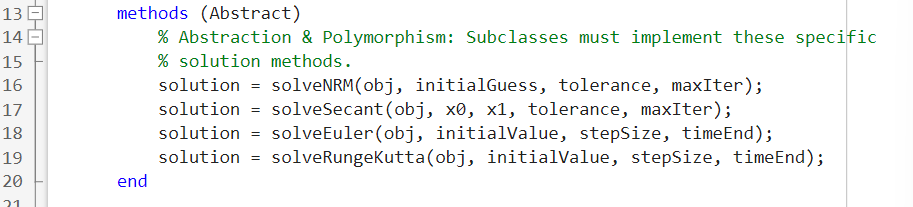 13 methods (Abstract)
14 % Abstraction & Polymorphism: Subclasses must implement these specific
15 % solution methods.
16 solution = solveNRM(obj, initialGuess, tolerance, maxIter);
17 solution = solveSecant(obj, x0, x1, tolerance, maxIter);
18 solution = solveEuler(obj, initialValue, stepSize, timeEnd);
19 solution = solveRungeKutta(obj, initialValue, stepSize, timeEnd);
20 end
21